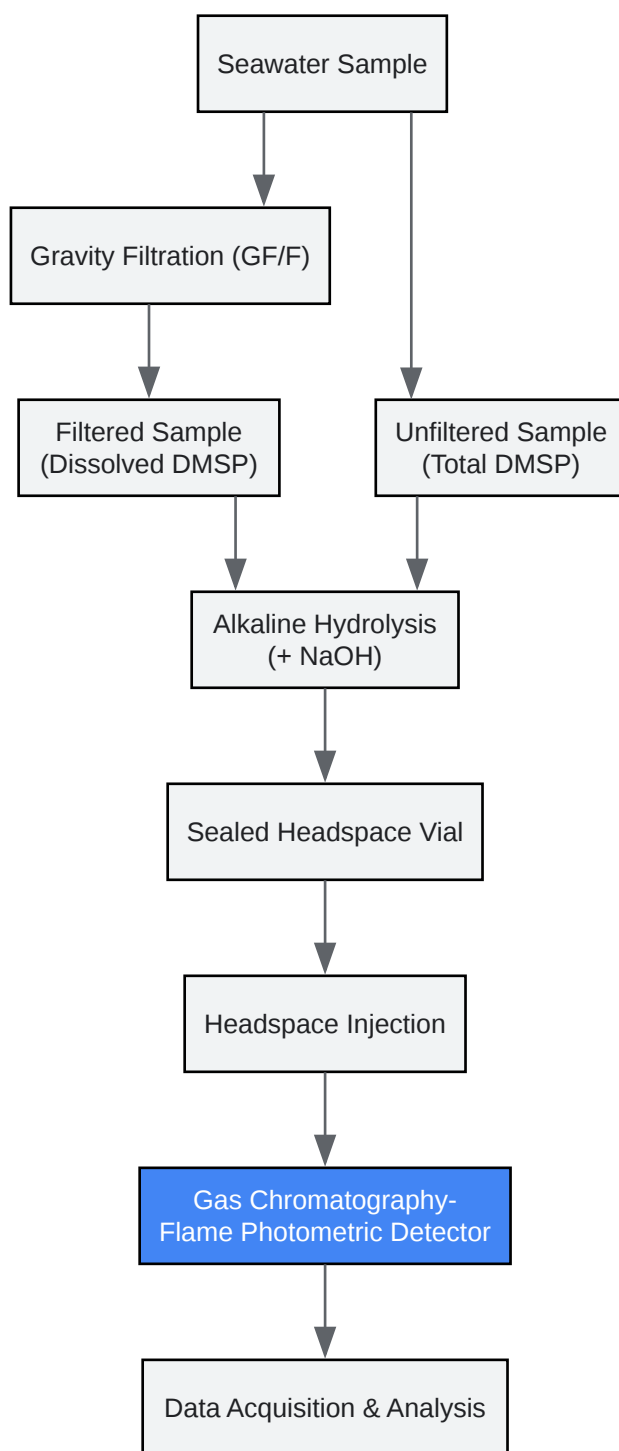 Seawater Sample
Gravity Filtration (GF/F)
Filtered Sample
(Dissolved DMSP)
Unfiltered Sample
(Total DMSP)
Alkaline Hydrolysis
(+ NaOH)
Sealed Headspace Vial
Headspace Injection
Gas Chromatography-
Flame Photometric Detector
Data Acquisition & Analysis